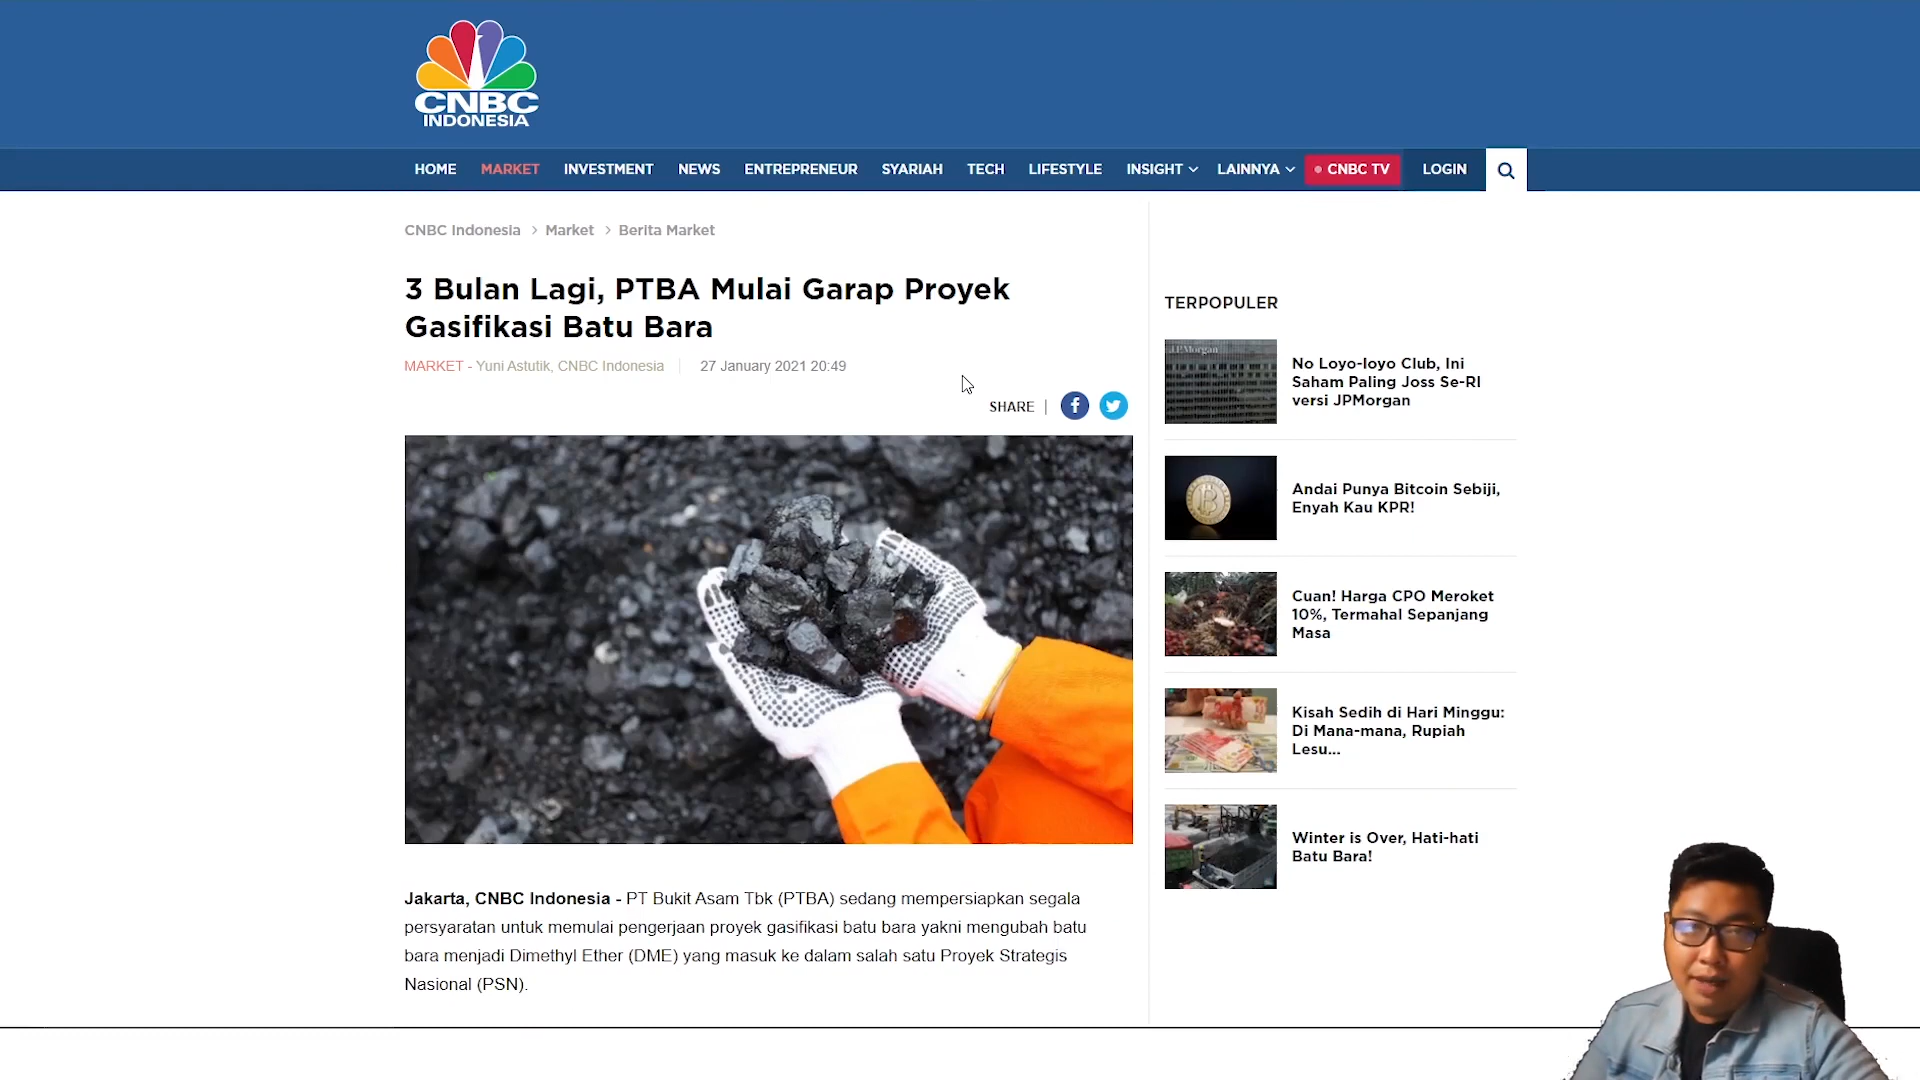 CNBC
INDONESIA
HOME MARKET INVESTMENT NEWS ENTREPRENEUR SYARIAH TECH LIFESTYLE INSIGHT LAINNYA CNBC TV LOGIN
CNBC Indonesia > Market > Berita Market
3 Bulan Lagi, PTBA Mulai Garap Proyek
Gasifikasi Batu Bara
MARKET - Yuni Astutik, CNBC Indonesia | 27 January 2021 20:49
SHARE |
Jakarta, CNBC Indonesia - PT Bukit Asam Tbk (PTBA) sedang mempersiapkan segala
persyaratan untuk memulai pengerjaan proyek gasifikasi batu bara yakni mengubah batu
bara menjadi Dimethyl Ether (DME) yang masuk ke dalam salah satu Proyek Strategis
Nasional (PSN).
TERPOPULER
J.P.Morgan
No Loyo-loyo Club, Ini
Saham Paling Joss Se-RI
versi JPMorgan
Andai Punya Bitcoin Sebiji,
Enyah Kau KPR!
Cuan! Harga CPO Meroket
10%, Termahal Sepanjang
Masa
Kisah Sedih di Hari Minggu:
Di Mana-mana, Rupiah
Lesu...
Winter is Over, Hati-hati
Batu Bara!